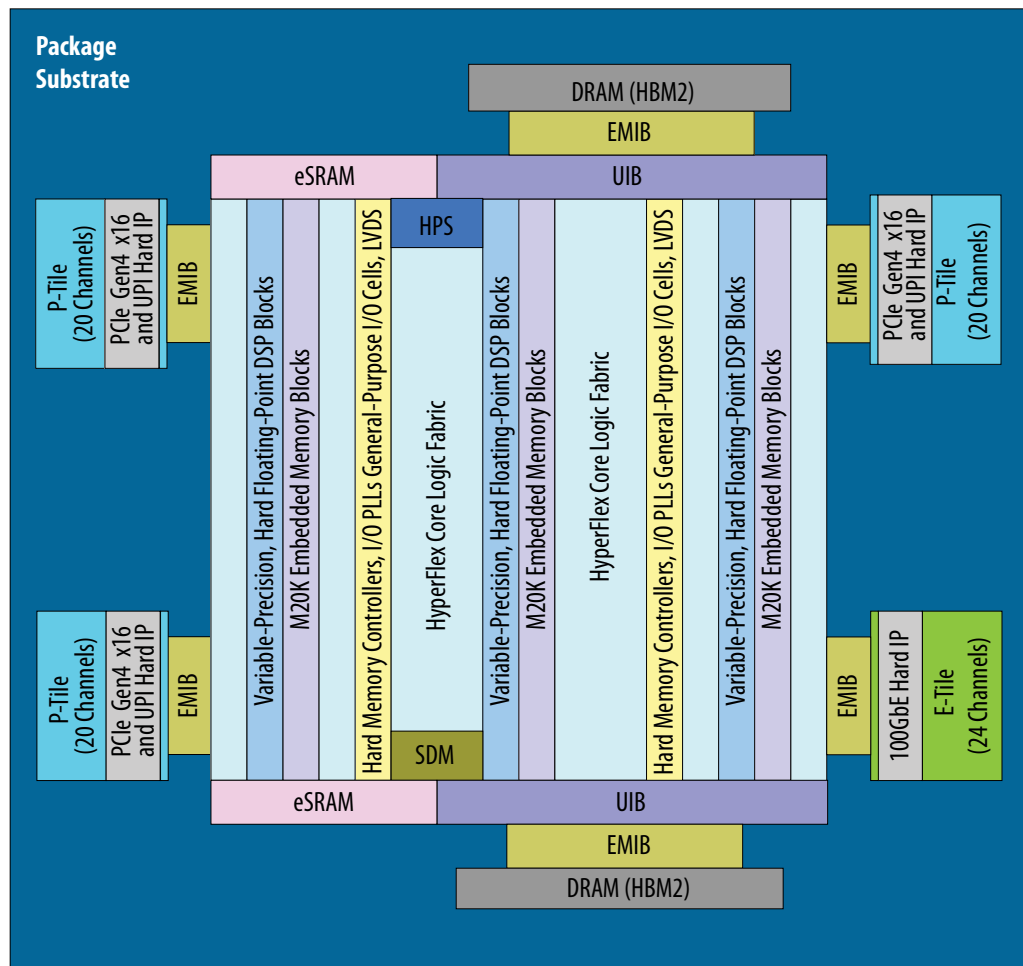 Package
Substrate
DRAM (HBM2)
EMIB
eSRAM
UIB
P-Tile
(20 Channels)
PCIe Gen4 x16
and UPI Hard IP
EMIB
HPS
EMIB
PCIe Gen4 x16
and UPI Hard IP
P-Tile
(20 Channels)
Variable-Precision, Hard Floating-Point DSP Blocks
M20K Embedded Memory Blocks
Hard Memory Controllers, I/O PLLs General-Purpose I/O Cells, LVDS
HyperFlex Core Logic Fabric
Variable-Precision, Hard Floating-Point DSP Blocks
M20K Embedded Memory Blocks
HyperFlex Core Logic Fabric
Hard Memory Controllers, I/O PLLs General-Purpose I/O Cells, LVDS
Variable-Precision, Hard Floating-Point DSP Blocks
M20K Embedded Memory Blocks
P-Tile
(20 Channels)
PCIe Gen4 x16
and UPI Hard IP
EMIB
SDM
EMIB
100GbE Hard IP
E-Tile
(24 Channels)
eSRAM
UIB
EMIB
DRAM (HBM2)